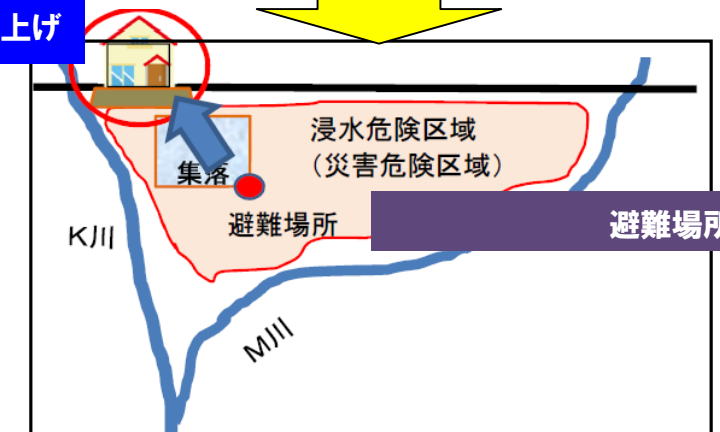 上げ
浸水危険区域
（災害危険区域）
集落
避難場所
避難場所
K川
M川